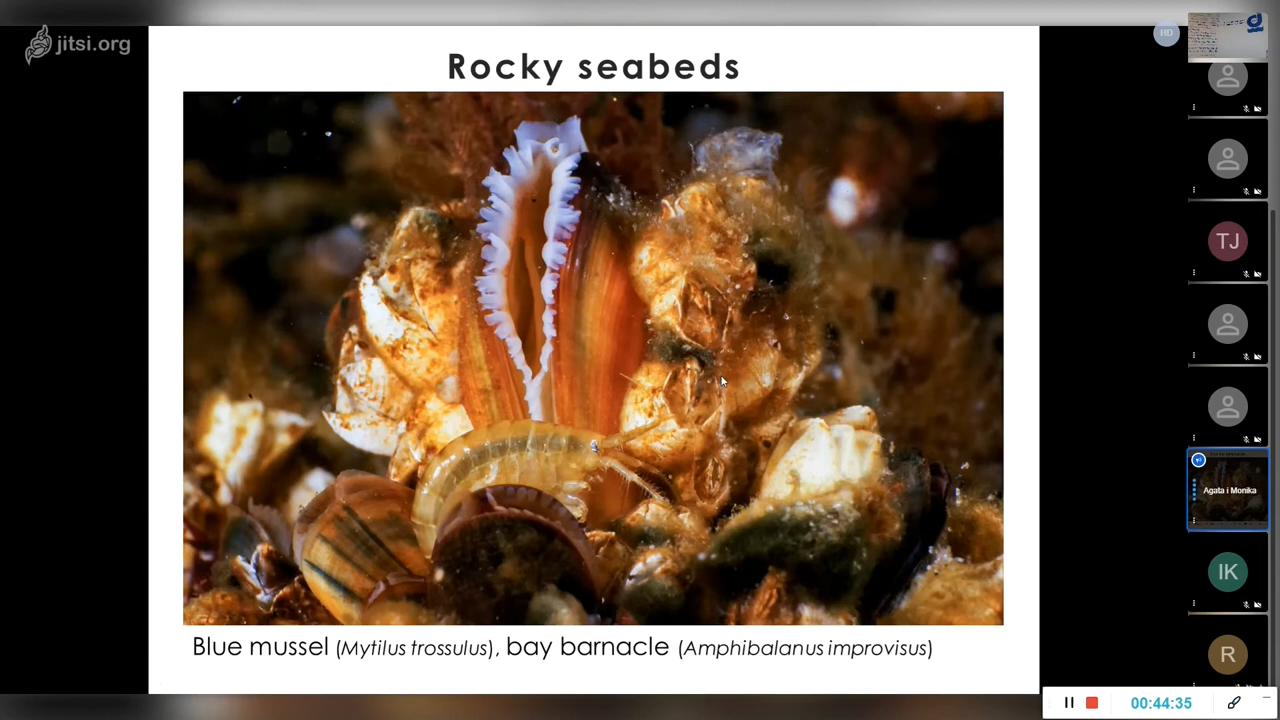 jitsi.org
Rocky seabeds
Blue mussel (Mytilus trossulus), bay barnacle (Amphibalanus improvisus)
HD
TJ
Agata i Monika
IK
R
00:44:35